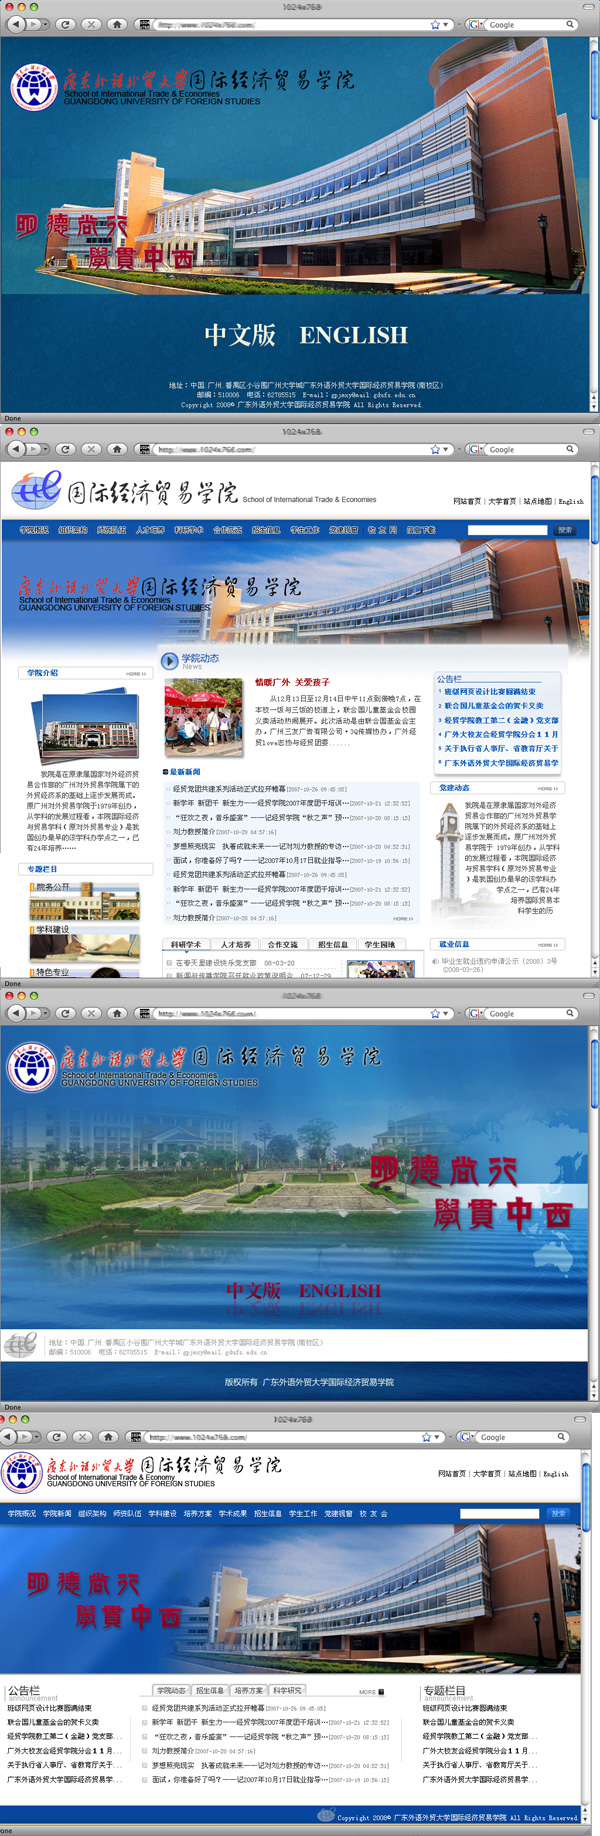 1024x768
Google
广东外语外贸大学国际经济贸易学院
School of International Trade & Economies
GUANGDONG UNIVERSITY OF FOREIGN STUDIES
明德尚行
學貫中西
中文版 ENGLISH
地址：中国.广州.番禺区小谷围广州大学城广东外语外贸大学国际经济贸易学院(南校区)
邮编：510006 电话：62785515 E-mail：gpjmxy@mail.gdufs.edu.cn
Copyright 2008© 广东外语外贸大学国际经济贸易学院 All Rights Reserved.
Done
1024x768
http://www.1024x768.com/
Google
国际经济贸易学院 School of International Trade & Economies
网站首页 | 大学首页 | 站点地图 | English
学院概况 组织架构 师资队伍 人才培养 科研学术 合作交流 招生信息 学生工作 党建视窗 校 友 网 信息下载 搜索
广东外语外贸大学国际经济贸易学院
School of International Trade & Economies
GUANGDONG UNIVERSITY OF FOREIGN STUDIES
学院介绍 MORE >>
我院是在原隶属国家对外经济贸
易合作部的广州对外贸易学院属下的
外贸经济系的基础上逐步发展而成。
原广州对外贸易学院于1979年创办，
从学科的发展过程看，本院国际经济
与贸易学科（原对外贸易专业）是我
国创办最早的该学科办学点之一，已
有24年培养……
专题栏目
院务公开
学科建设
特色专业
学院动态
News
情暖广外 关爱孩子
从12月13日至12月14日中午11点到傍晚7点，在
本校一饭与三饭的校道上，联合国儿童基金会校园
义卖活动热闹展开。此次活动是由联合国基金会主
办，广州三友广告有限公司·3Q传媒协办，广外经
贸love志协与经贸团委......
最新新闻
经贸党团共建系列活动正式拉开帷幕[2007-10-26 09:45:05]
新学年 新团干 新生力——经贸学院2007年度团干培训…[2007-10-21 12:32:52]
“狂欢之夜，音乐盛宴”——记经贸学院“秋之声”预…[2007-10-20 08:15:13]
刘力教授简介[2007-10-20 04:57:16]
梦想照亮现实 执着成就未来——记对刘力教授的专访…[2007-10-20 04:52:31]
面试，你准备好了吗？——记2007年10月17日就业指导…[2007-10-19 10:56:15]
经贸党团共建系列活动正式拉开帷幕[2007-10-26 09:45:05]
新学年 新团干 新生力——经贸学院2007年度团干培训…[2007-10-21 12:32:52]
“狂欢之夜，音乐盛宴”——记经贸学院“秋之声”预…[2007-10-20 08:15:13]
刘力教授简介[2007-10-20 04:57:16]
MORE >>
科研学术 人才培养 合作交流 招生信息 学生园地
在春天里建设快乐党支部 08-03-20
公告栏
1 班级网页设计比赛圆满结束
2 联合国儿童基金会的贺卡义卖
3 经贸学院教工第二（金融）党支部
4 广外大校友会经贸学院分会１１月
5 关于执行省人事厅、省教育厅关于
6 广东外语外贸大学国际经济贸易学
党建动态 MORE >>
我院是在原隶属国家对外经济
贸易合作部的广州对外贸易学
院属下的外贸经济系的基础上
逐步发展而成。原广州对外贸
易学院于 1979年创办，从学科
的发展过程看，本院国际经济
与贸易学科（原对外贸易专业
）是我国创办最早的该学科办
学点之一，已有24年
培养国际贸易本
科学生的历
就业信息 MORE >>
毕业生就业违约申请公示（2008）3号
（2008-03-26）
Done
1024x768
Google
广东外语外贸大学国际经济贸易学院
School of International Trade & Economies
GUANGDONG UNIVERSITY OF FOREIGN STUDIES
明德尚行
學貫中西
中文版 ENGLISH
地址：中国.广州.番禺区小谷围广州大学城广东外语外贸大学国际经济贸易学院(南校区)
邮编：510006 电话：62785515 E-mail：gpjmxy@mail.gdufs.edu.cn
版权所有 广东外语外贸大学国际经济贸易学院
Done
1024x768
http://www.1024x768.com/
Google
广东外语外贸大学国际经济贸易学院
School of International Trade & Economy
GUANGDONG UNIVERSITY OF FOREIGN STUDIES
网站首页 | 大学首页 | 站点地图 | English
学院概况 学院新闻 组织架构 师资队伍 学科建设 培养方案 学术成果 招生信息 学生工作 党建视窗 校 友 会 搜索
明德尚行
學貫中西
公告栏
announcement
班级网页设计比赛圆满结束
联合国儿童基金会的贺卡义卖
经贸学院教工第二（金融）党支部...
广外大校友会经贸学院分会１１月...
关于执行省人事厅、省教育厅关于...
广东外语外贸大学国际经济贸易学...
学院动态 招生信息 培养方案 科学研究 MORE
经贸党团共建系列活动正式拉开帷幕[2007-10-26 09:45:05]
新学年 新团干 新生力——经贸学院2007年度团干培训…[2007-10-21 12:32:52]
“狂欢之夜，音乐盛宴”——记经贸学院“秋之声”预…[2007-10-20 08:15:13]
刘力教授简介[2007-10-20 04:57:16]
梦想照亮现实 执着成就未来——记对刘力教授的专访…[2007-10-20 04:52:31]
面试，你准备好了吗？——记2007年10月17日就业指导…[2007-10-19 10:56:15]
专题栏目
announcement
班级网页设计比赛圆满结束
联合国儿童基金会的贺卡义卖
经贸学院教工第二（金融）党支部...
广外大校友会经贸学院分会１１月...
关于执行省人事厅、省教育厅关于...
广东外语外贸大学国际经济贸易学...
Copyright 2008© 广东外语外贸大学国际经济贸易学院 All Rights Reserved.
one